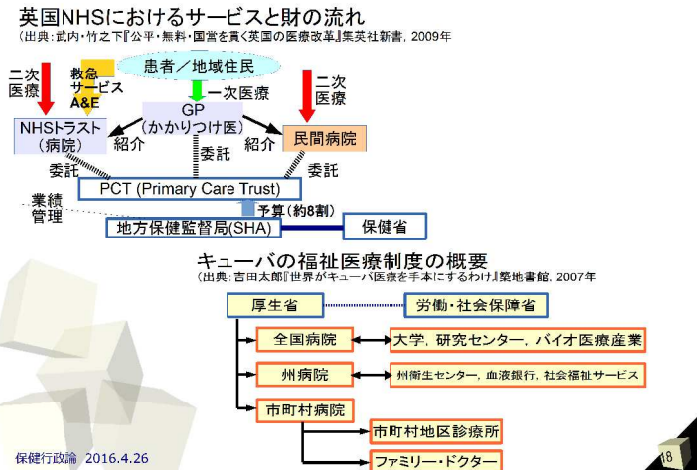 英国NHSにおけるサービスと財の流れ
(出典:武内・竹之下『公平・無料・国営を貫く英国の医療改革』集英社新書, 2009年
患者/地域住民
二次
医療
救急
サービス
A&E
一次医療
二次
医療
NHSトラスト
(病院)
紹介
GP
(かかりつけ医)
紹介
民間病院
委託
委託
委託
PCT (Primary Care Trust)
業績
管理
予算(約8割)
地方保健監督局(SHA)
保健省
キューバの福祉医療制度の概要
(出典:吉田太郎『世界がキューバ医療を手本にするわけ』築地書館, 2007年
厚生省
労働・社会保障省
全国病院
大学, 研究センター, バイオ医療産業
州病院
州衛生センター, 血液銀行, 社会福祉サービス
市町村病院
市町村地区診療所
ファミリー・ドクター
保健行政論 2016.4.26
18